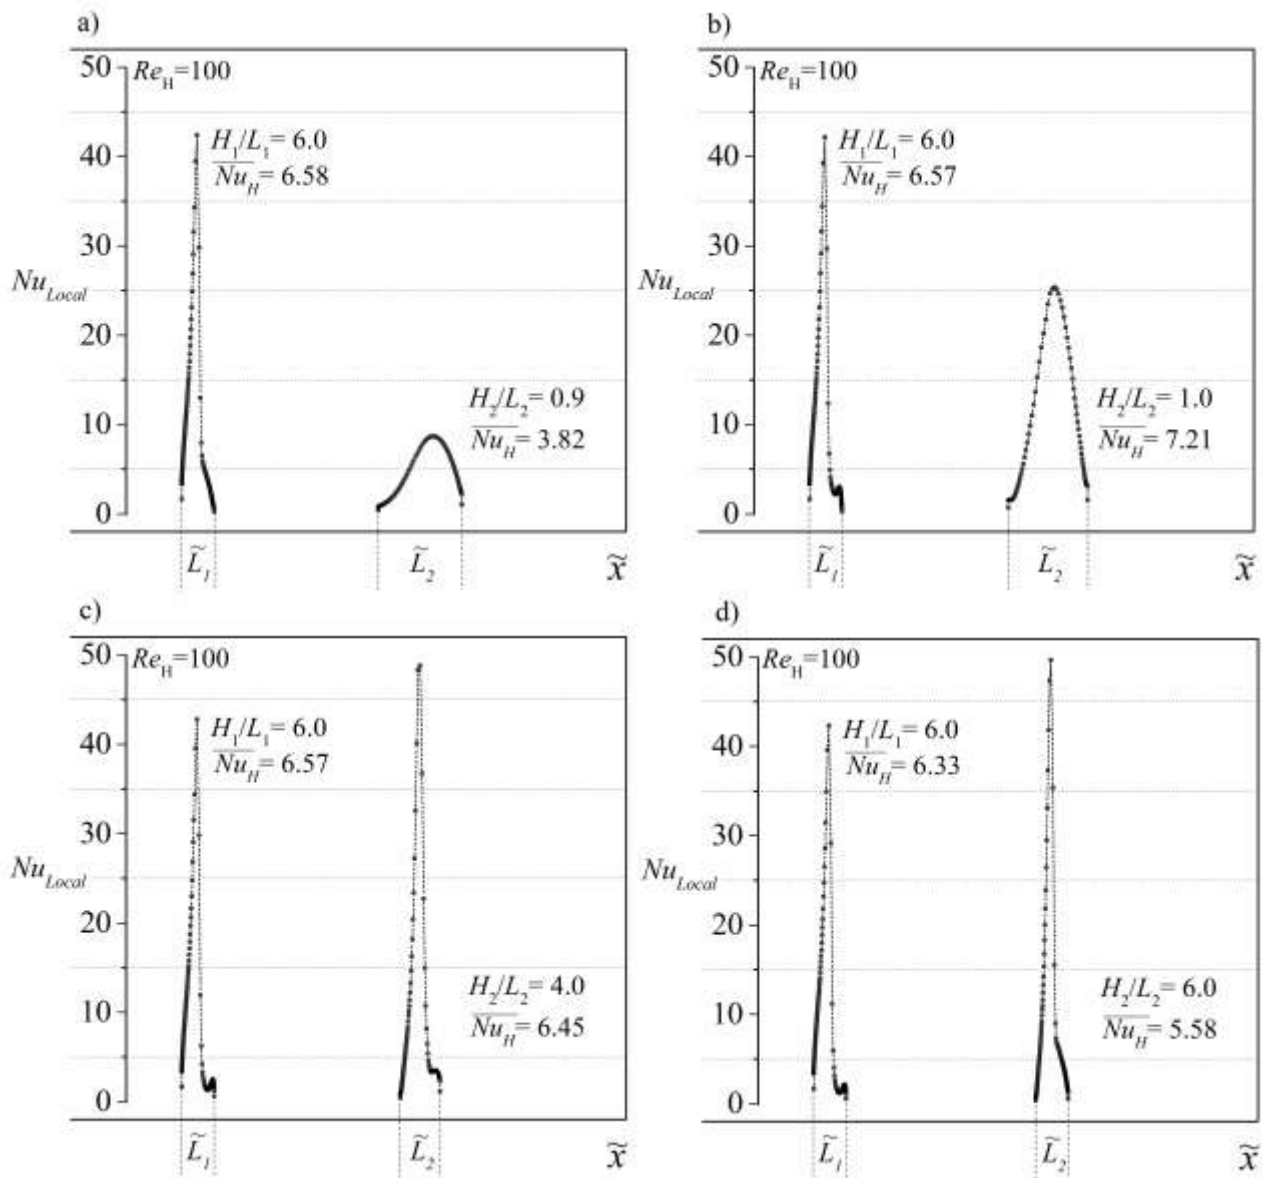 a)
50
Re_H=100
H_1/L_1= 6.0
40
Nu_H= 6.58
30
Nu_Local
20
H_2/L_2= 0.9
10
Nu_H= 3.82
0
L̃_1
L̃_2
x̃
b)
50
Re_H=100
H_1/L_1= 6.0
40
Nu_H= 6.57
30
Nu_Local
20
H_2/L_2= 1.0
10
Nu_H= 7.21
0
L̃_1
L̃_2
x̃
c)
50
Re_H=100
H_1/L_1= 6.0
40
Nu_H= 6.57
30
Nu_Local
20
H_2/L_2= 4.0
10
Nu_H= 6.45
0
L̃_1
L̃_2
x̃
d)
50
Re_H=100
H_1/L_1= 6.0
40
Nu_H= 6.33
30
Nu_Local
20
H_2/L_2= 6.0
10
Nu_H= 5.58
0
L̃_1
L̃_2
x̃